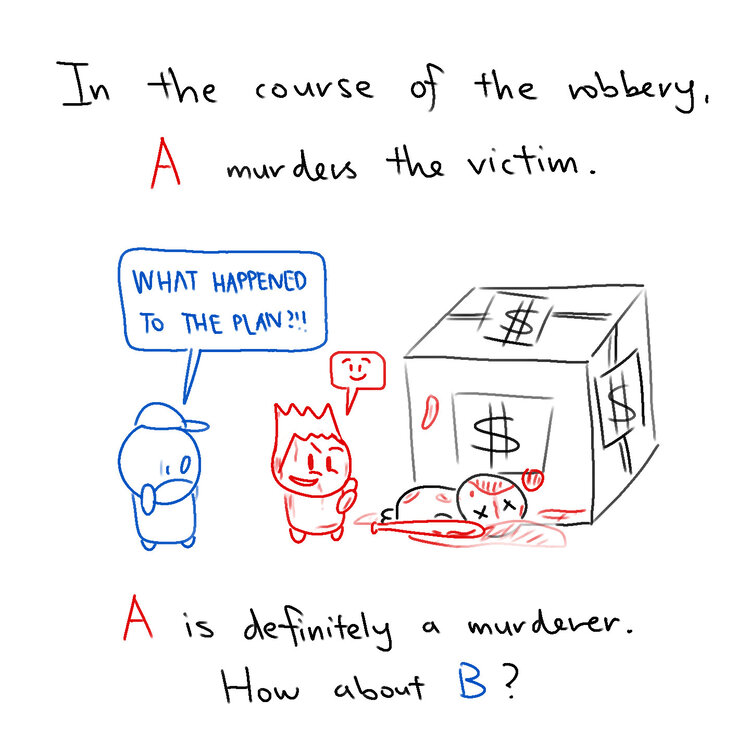 In the course of the robbery,
A murders the victim.
WHAT HAPPENED
TO THE PLAN?!!
$
$
$
A is definitely a murderer.
How about B?